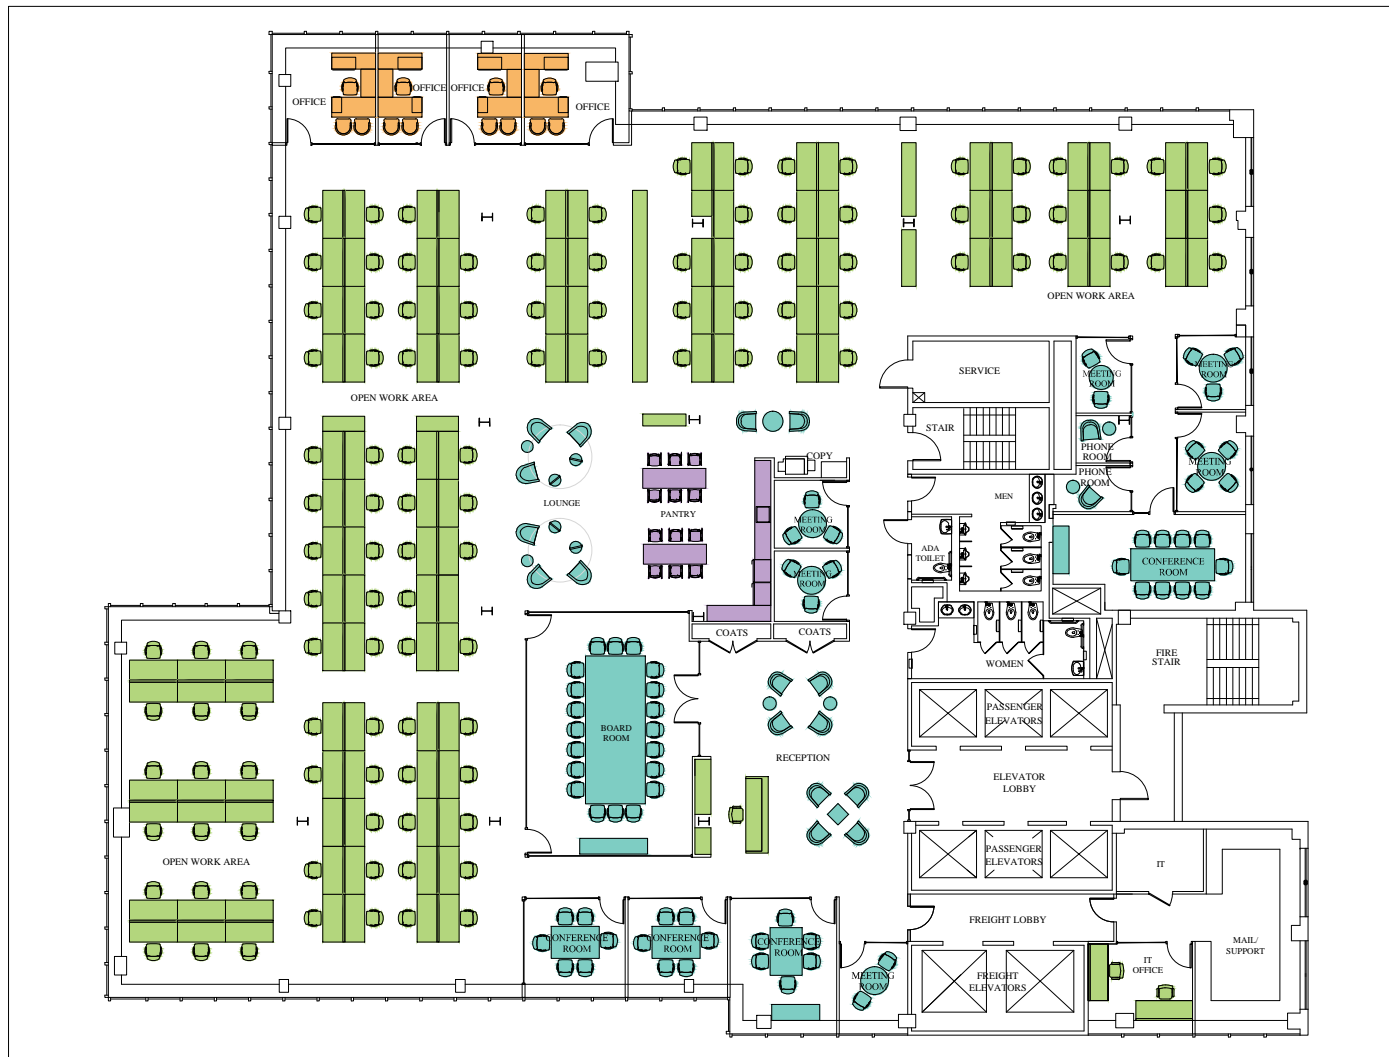 OFFICE
OFFICE
OFFICE
OFFICE
OPEN WORK AREA
SERVICE
MEETING
ROOM
MEETING
ROOM
OPEN WORK AREA
STAIR
PHONE
ROOM
COPY
MEETING
ROOM
PHONE
ROOM
LOUNGE
PANTRY
MEN
MEETING
ROOM
ADA
TOILET
CONFERENCE
ROOM
MEETING
ROOM
COATS
COATS
WOMEN
FIRE
STAIR
PASSENGER
ELEVATORS
BOARD
ROOM
RECEPTION
ELEVATOR
LOBBY
OPEN WORK AREA
PASSENGER
ELEVATORS
IT
FREIGHT LOBBY
CONFERENCE
ROOM
CONFERENCE
ROOM
CONFERENCE
ROOM
MAIL/
SUPPORT
IT
OFFICE
MEETING
ROOM
FREIGHT
ELEVATORS